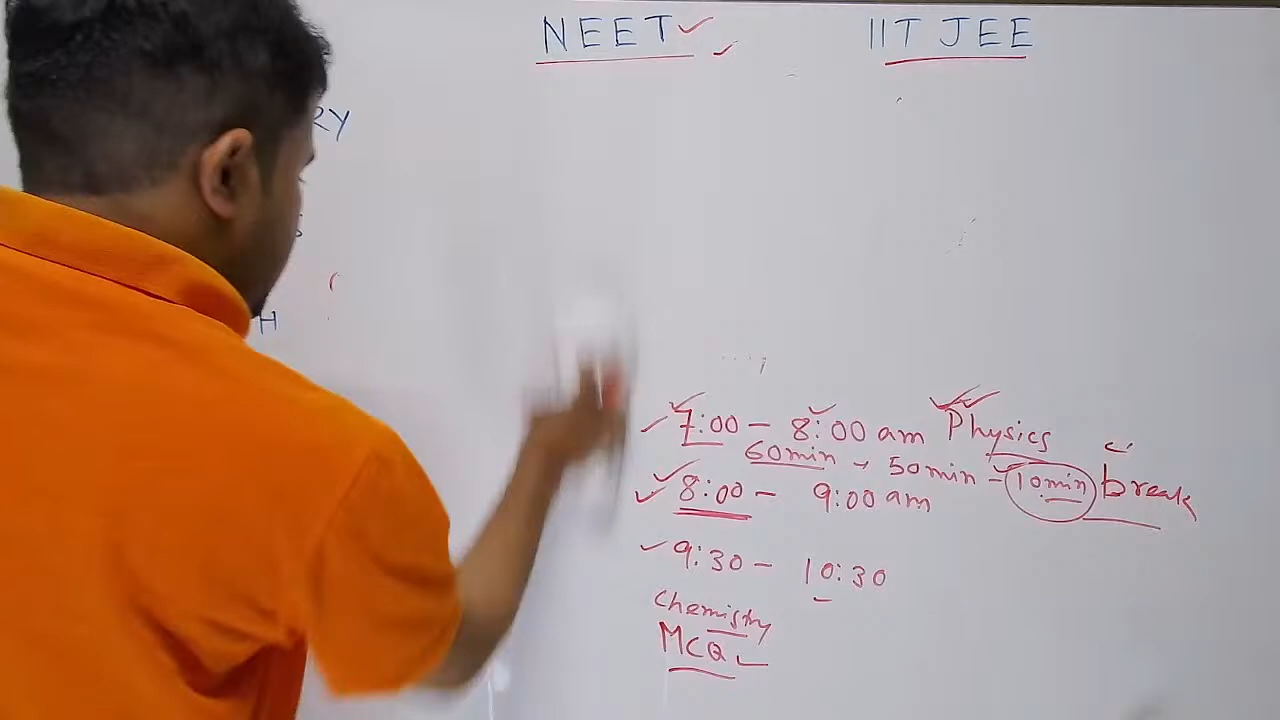 NEET IIT JEE
RY
H
7:00 - 8:00 am Physics
60min 50min - 10min break
8:00 - 9:00 am
9:30 - 10:30
Chemistry
MCQ